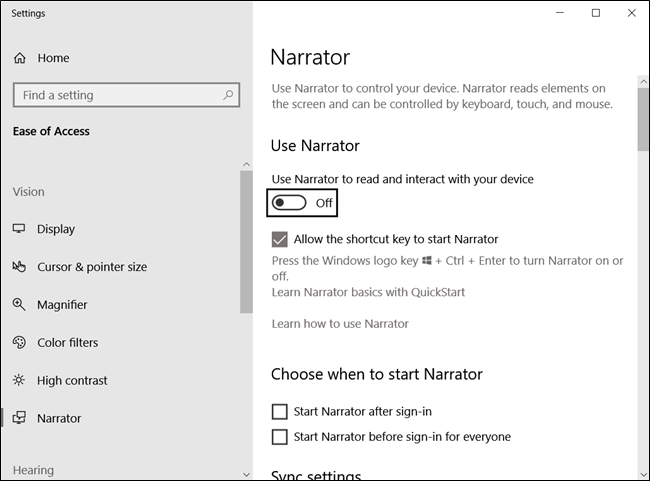 Settings
Home
Find a setting
Ease of Access
Vision
Display
Cursor & pointer size
Magnifier
Color filters
High contrast
Narrator
Hearing
Narrator
Use Narrator to control your device. Narrator reads elements on
the screen and can be controlled by keyboard, touch, and mouse.
Use Narrator
Use Narrator to read and interact with your device
Off
Allow the shortcut key to start Narrator
Press the Windows logo key + Ctrl + Enter to turn Narrator on or
off.
Learn Narrator basics with QuickStart
Learn how to use Narrator
Choose when to start Narrator
Start Narrator after sign-in
Start Narrator before sign-in for everyone
Sync settings